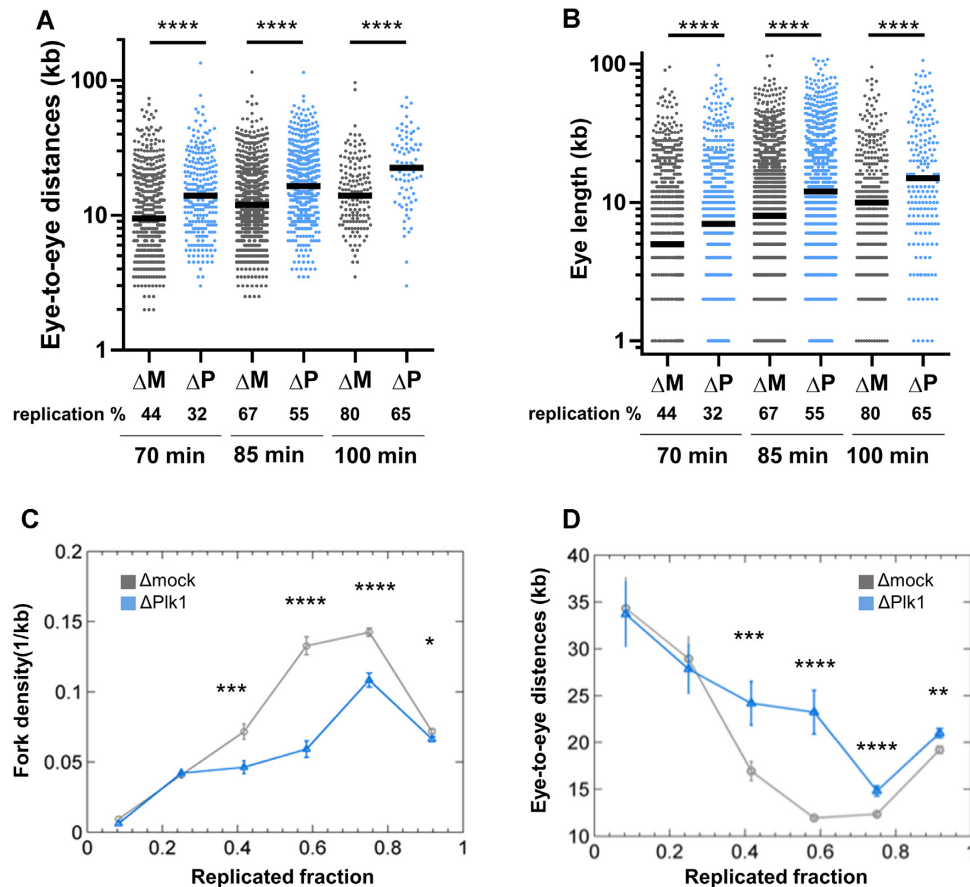 A
**** **** ****
Eye-to-eye distances (kb)
100
10
1
ΔM ΔP ΔM ΔP ΔM ΔP
replication % 44 32 67 55 80 65
70 min 85 min 100 min
B
**** **** ****
Eye length (kb)
100
10
1
ΔM ΔP ΔM ΔP ΔM ΔP
replication % 44 32 67 55 80 65
70 min 85 min 100 min
C
Fork density(1/kb)
0.2
0.15
0.1
0.05
0
Δmock
ΔPlk1
*** **** **** *
0 0.2 0.4 0.6 0.8 1
Replicated fraction
D
Eye-to-eye distences (kb)
40
35
30
25
20
15
10
Δmock
ΔPlk1
*** **** **** **
0 0.2 0.4 0.6 0.8 1
Replicated fraction